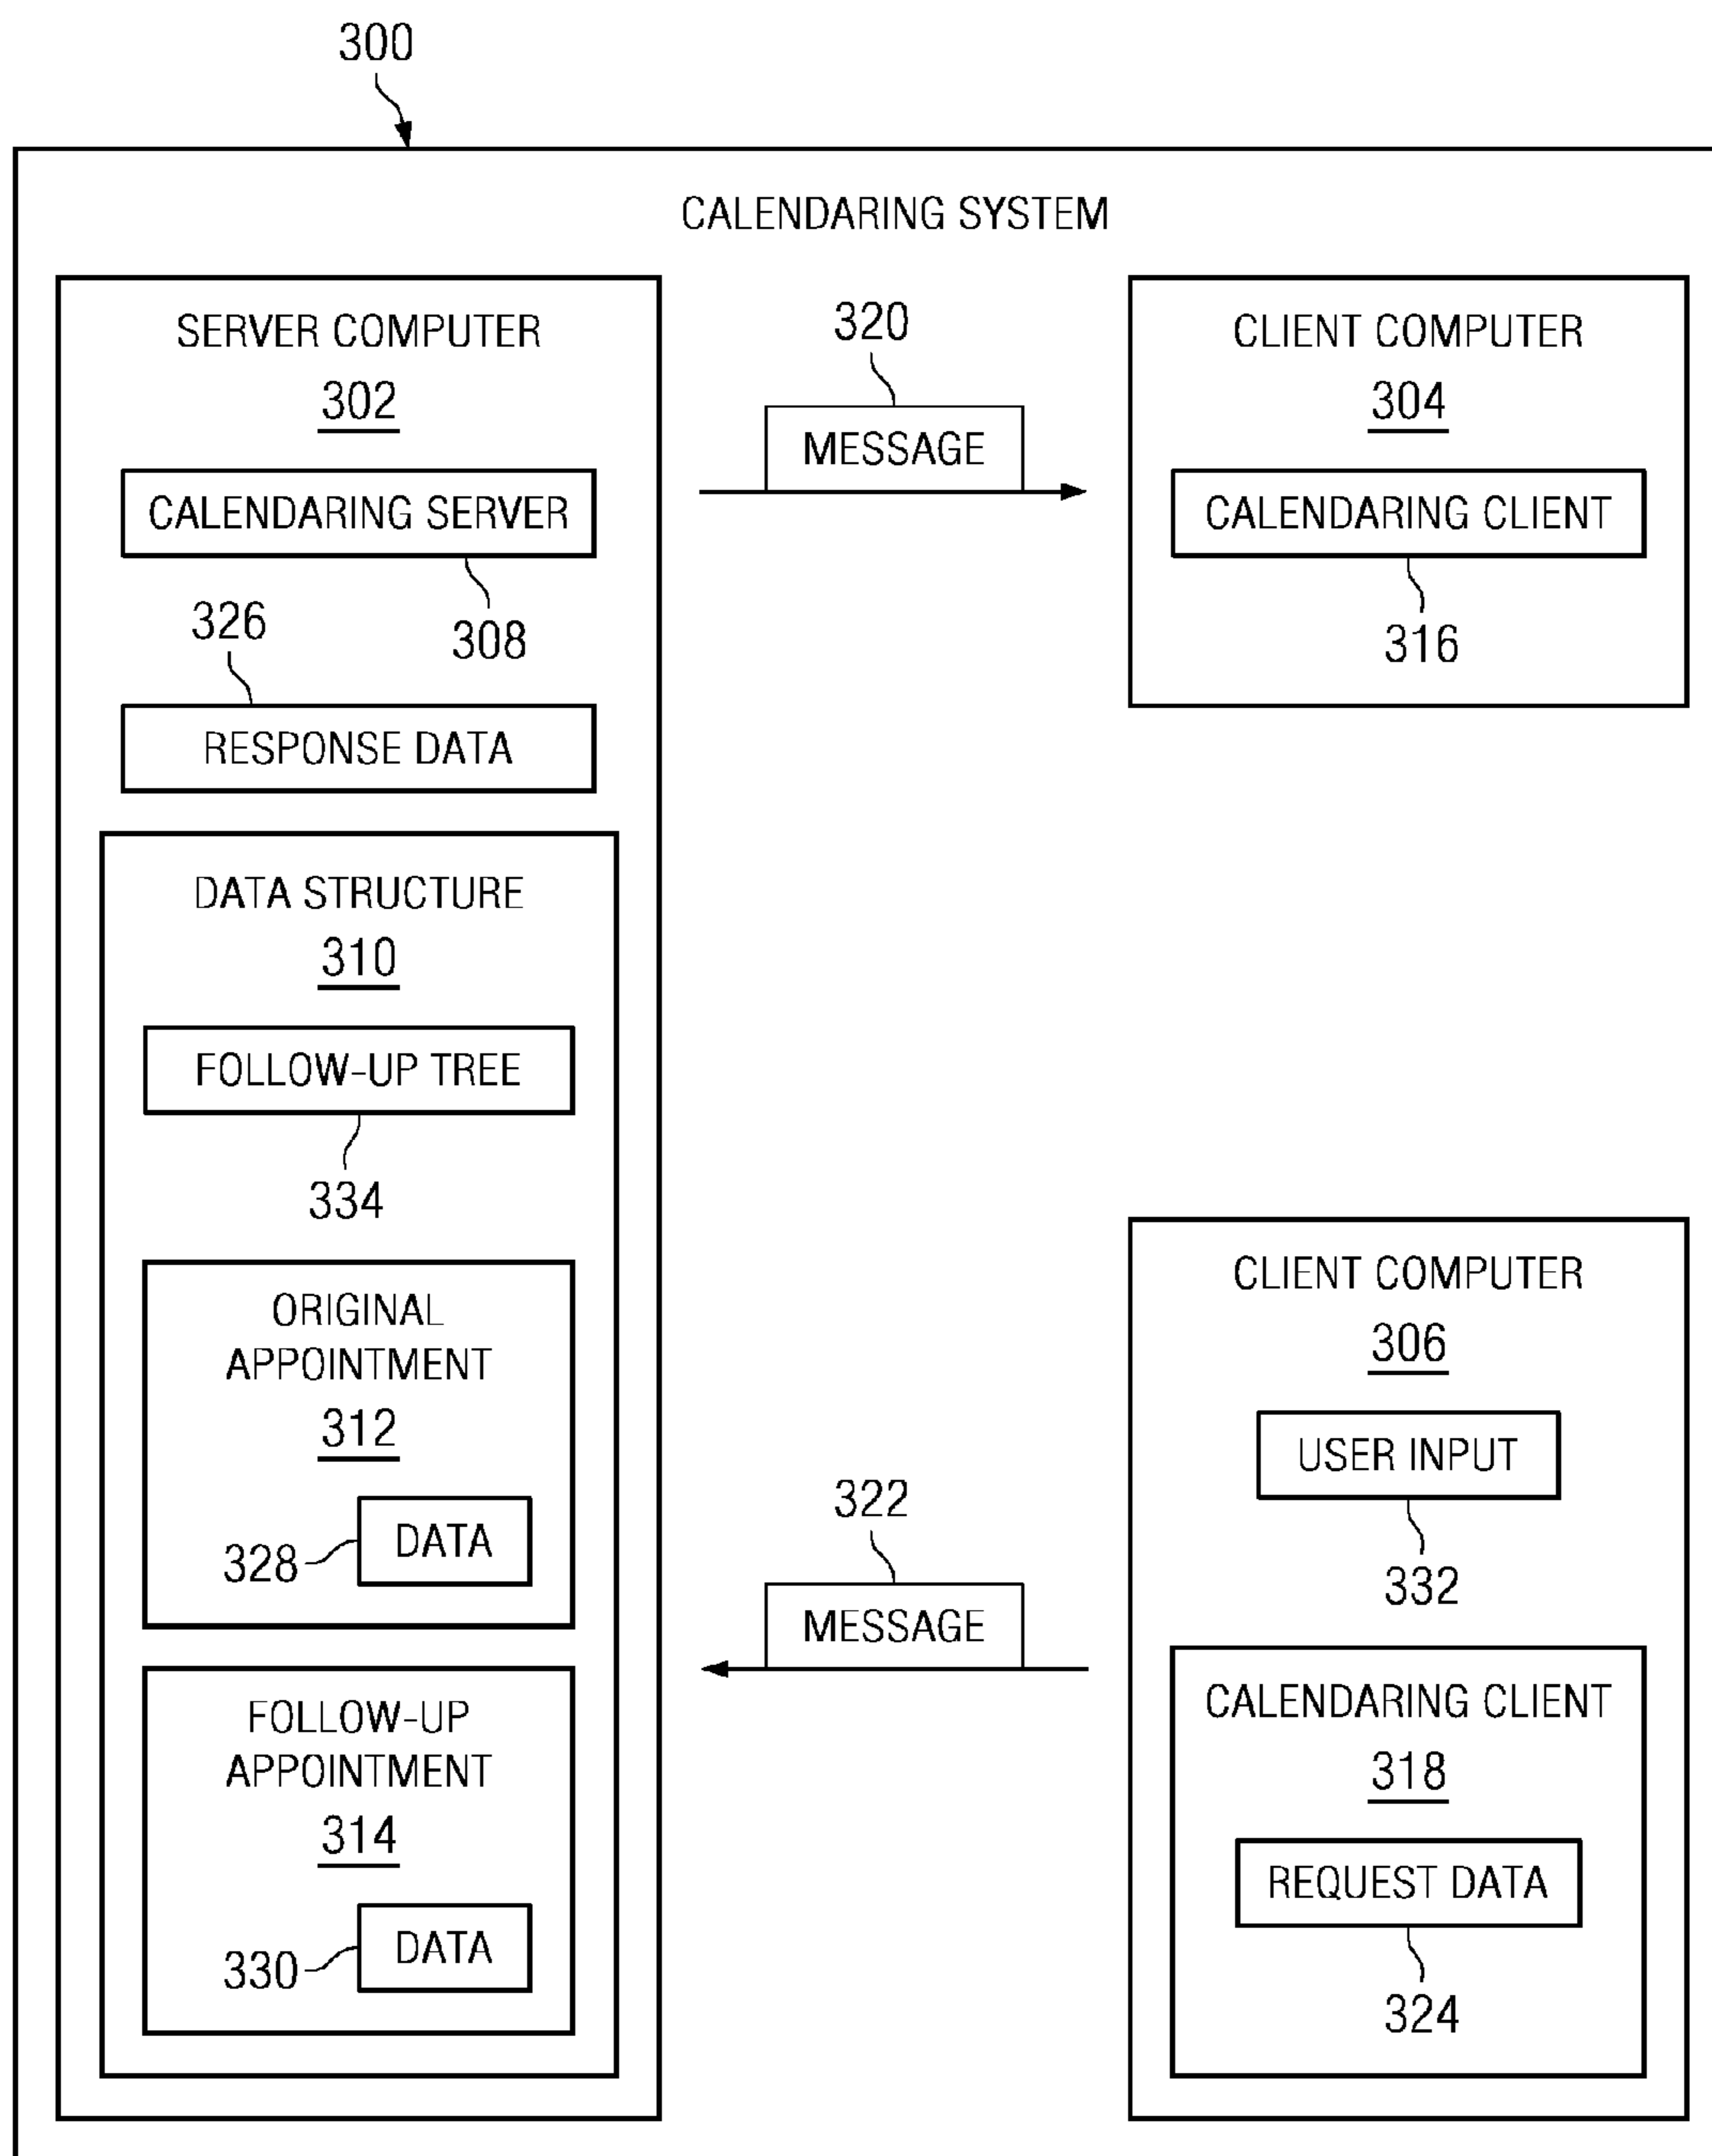 300
CALENDARING SYSTEM
SERVER COMPUTER
302
CALENDARING SERVER
308
326
RESPONSE DATA
DATA STRUCTURE
310
FOLLOW-UP TREE
334
ORIGINAL
APPOINTMENT
312
328
DATA
FOLLOW-UP
APPOINTMENT
314
330
DATA
320
MESSAGE
322
MESSAGE
CLIENT COMPUTER
304
CALENDARING CLIENT
316
CLIENT COMPUTER
306
USER INPUT
332
CALENDARING CLIENT
318
REQUEST DATA
324